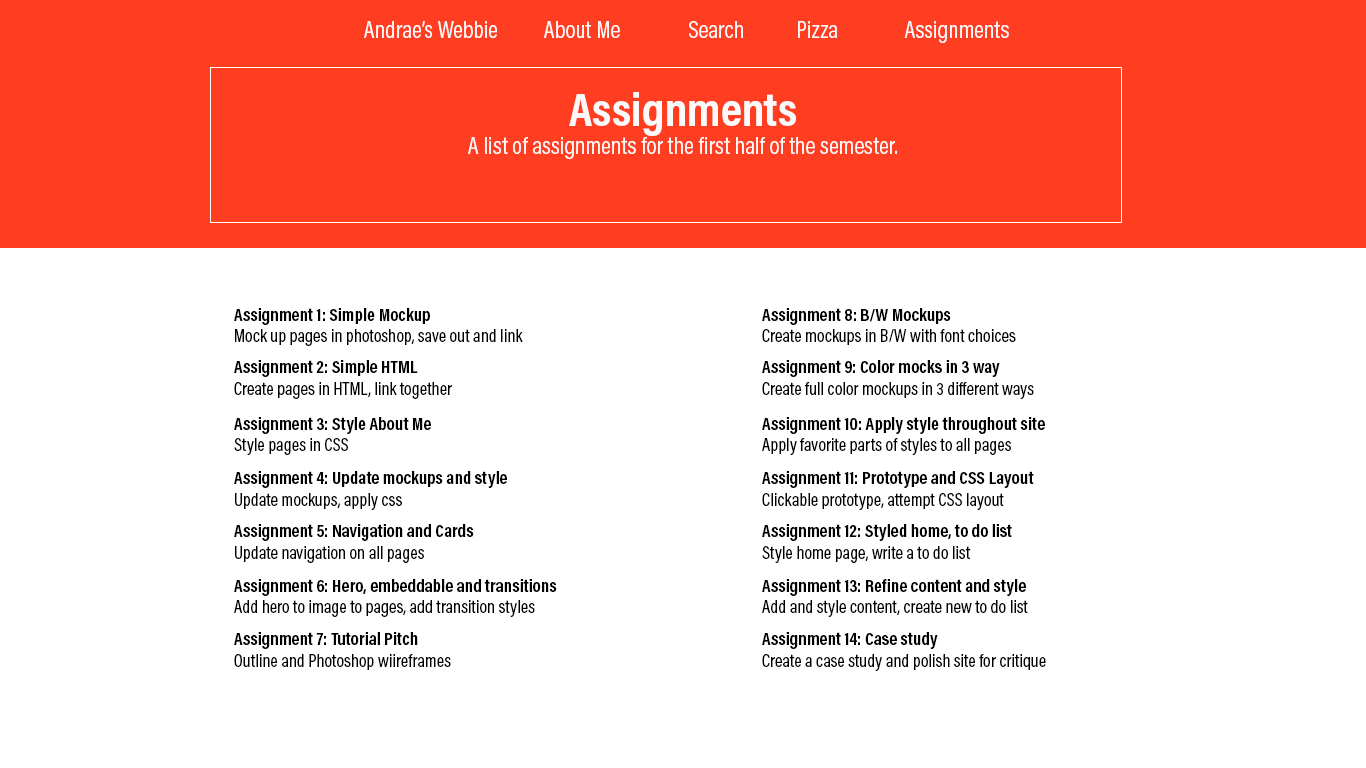 Andrae’s Webbie About Me Search Pizza Assignments
Assignments
A list of assignments for the first half of the semester.
Assignment 1: Simple Mockup
Mock up pages in photoshop, save out and link
Assignment 2: Simple HTML
Create pages in HTML, link together
Assignment 3: Style About Me
Style pages in CSS
Assignment 4: Update mockups and style
Update mockups, apply css
Assignment 5: Navigation and Cards
Update navigation on all pages
Assignment 6: Hero, embeddable and transitions
Add hero to image to pages, add transition styles
Assignment 7: Tutorial Pitch
Outline and Photoshop wiireframes
Assignment 8: B/W Mockups
Create mockups in B/W with font choices
Assignment 9: Color mocks in 3 way
Create full color mockups in 3 different ways
Assignment 10: Apply style throughout site
Apply favorite parts of styles to all pages
Assignment 11: Prototype and CSS Layout
Clickable prototype, attempt CSS layout
Assignment 12: Styled home, to do list
Style home page, write a to do list
Assignment 13: Refine content and style
Add and style content, create new to do list
Assignment 14: Case study
Create a case study and polish site for critique